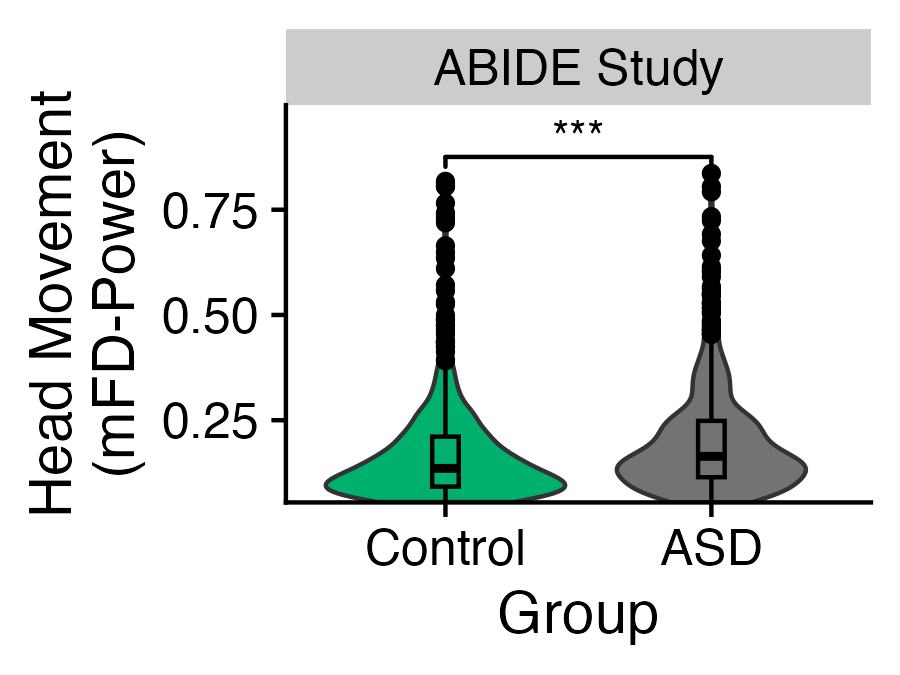 ABIDE Study
***
Head Movement
(mFD-Power)
0.75
0.50
0.25
Control
ASD
Group